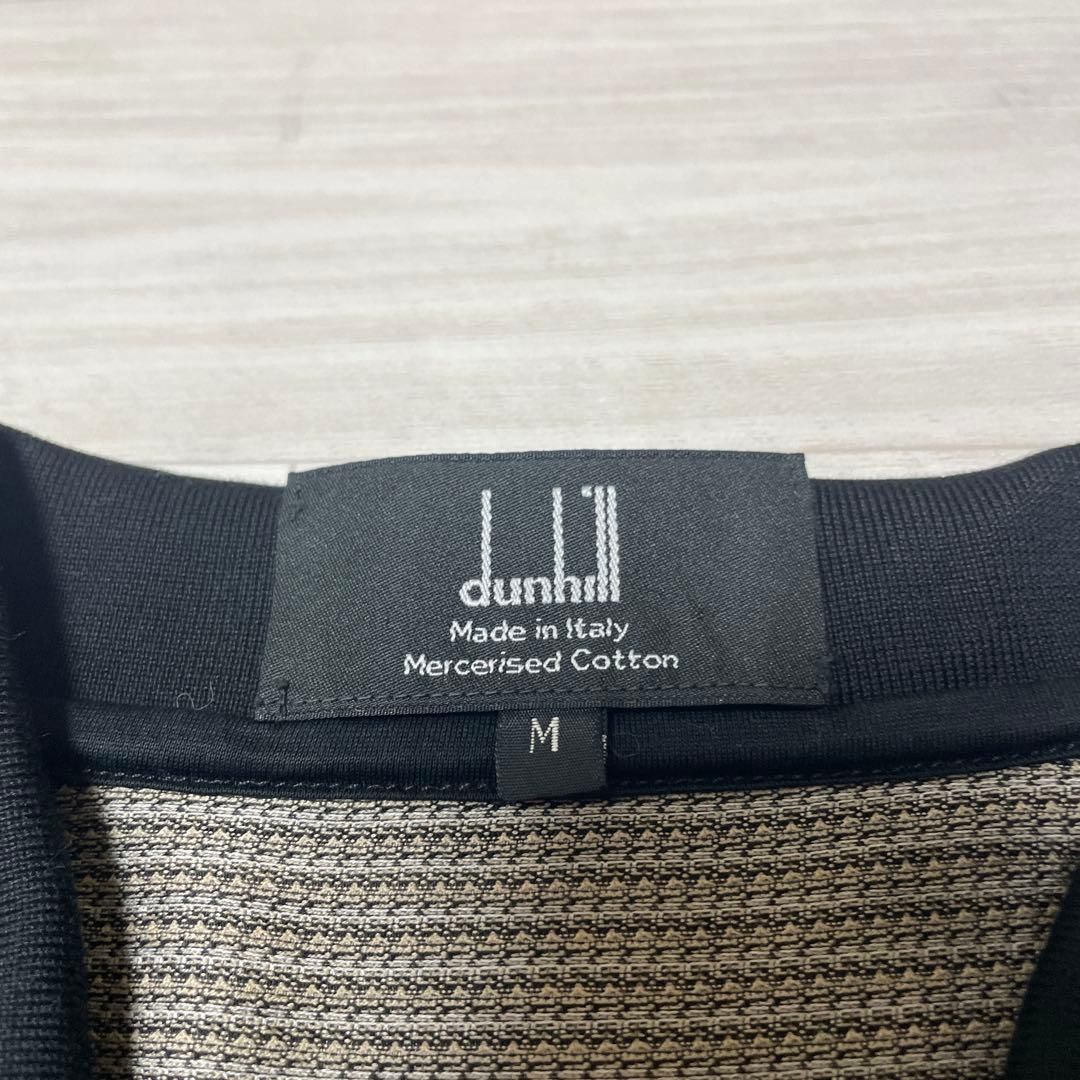 dunhill
Made in Italy
Mercerised Cotton
M